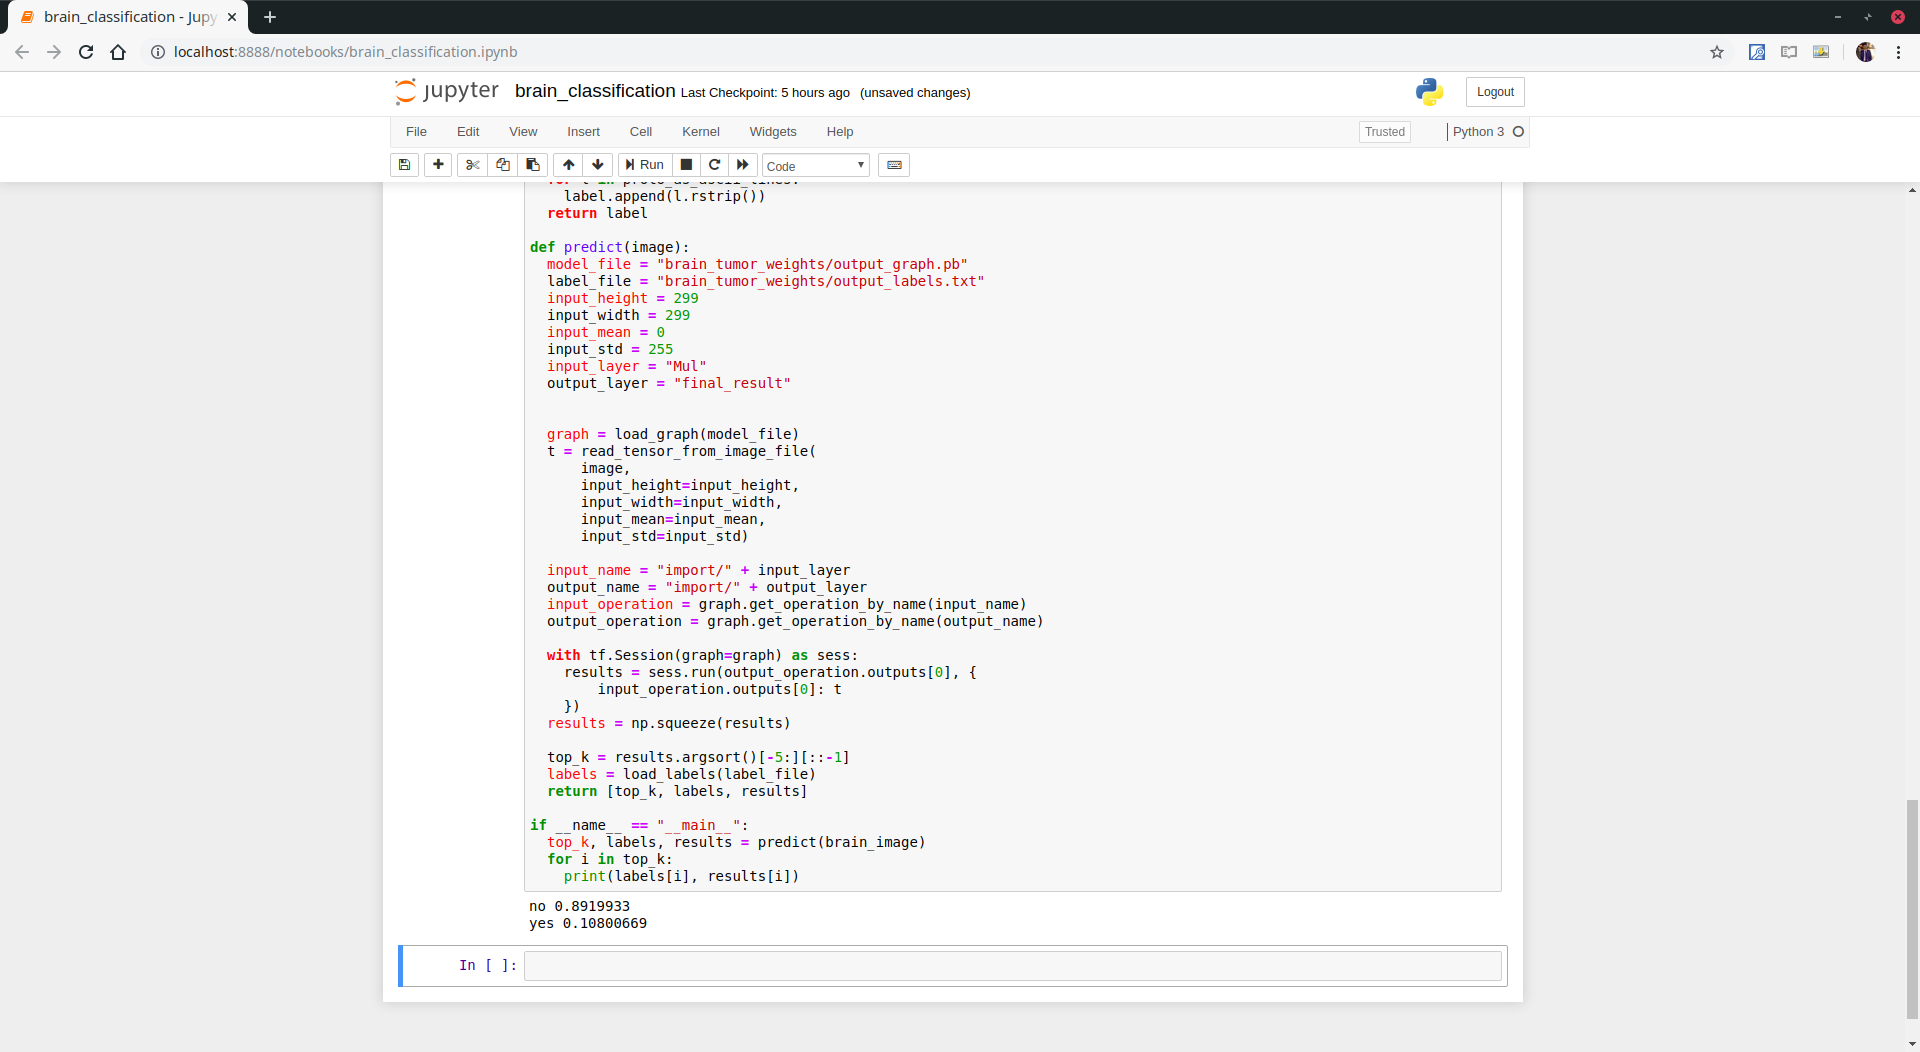 brain_classification - Jupy
localhost:8888/notebooks/brain_classification.ipynb
jupyter brain_classification Last Checkpoint: 5 hours ago (unsaved changes)
Logout
File Edit View Insert Cell Kernel Widgets Help
Trusted
Python 3
Run
Code
for l in proto_as_ascii_lines:
label.append(l.rstrip())
return label
def predict(image):
model_file = "brain_tumor_weights/output_graph.pb"
label_file = "brain_tumor_weights/output_labels.txt"
input_height = 299
input_width = 299
input_mean = 0
input_std = 255
input_layer = "Mul"
output_layer = "final_result"
graph = load_graph(model_file)
t = read_tensor_from_image_file(
image,
input_height=input_height,
input_width=input_width,
input_mean=input_mean,
input_std=input_std)
input_name = "import/" + input_layer
output_name = "import/" + output_layer
input_operation = graph.get_operation_by_name(input_name)
output_operation = graph.get_operation_by_name(output_name)
with tf.Session(graph=graph) as sess:
results = sess.run(output_operation.outputs[0], {
input_operation.outputs[0]: t
})
results = np.squeeze(results)
top_k = results.argsort()[-5:][::-1]
labels = load_labels(label_file)
return [top_k, labels, results]
if __name__ == "__main__":
top_k, labels, results = predict(brain_image)
for i in top_k:
print(labels[i], results[i])
no 0.8919933
yes 0.10800669
In [ ]: